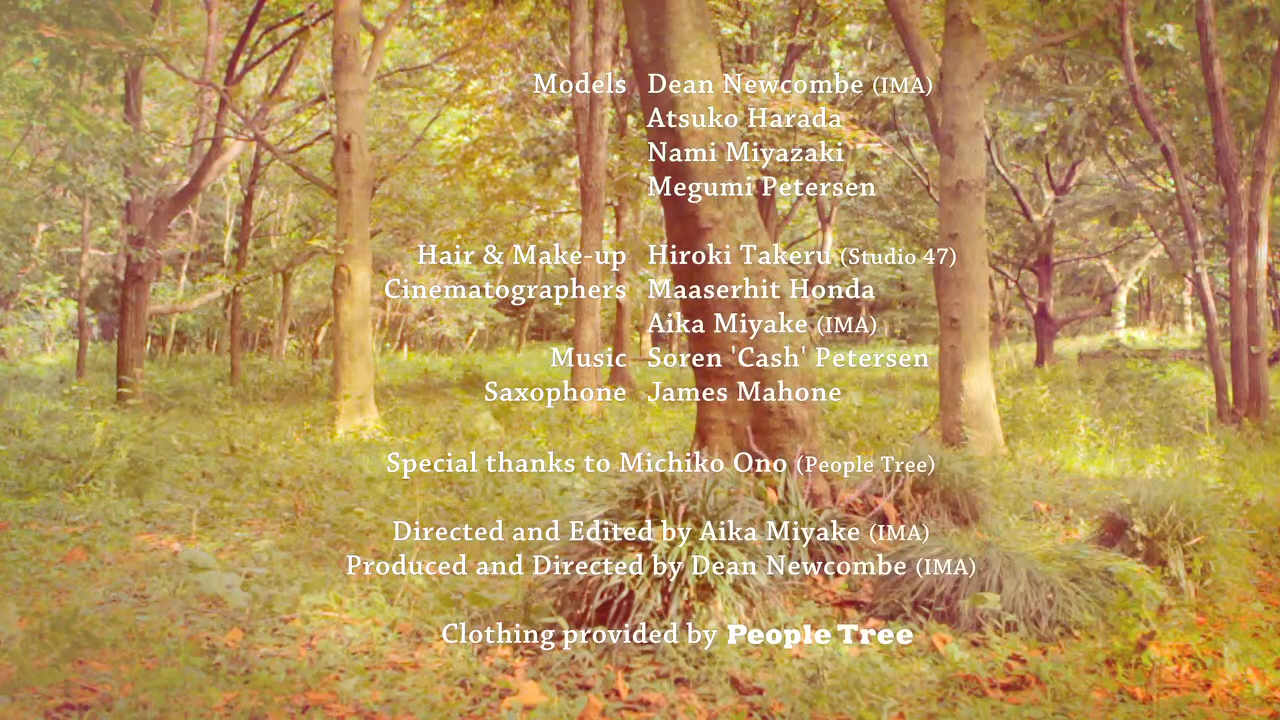 Models Dean Newcombe (IMA)
Atsuko Harada
Nami Miyazaki
Megumi Petersen
Hair & Make-up Hiroki Takeru (Studio 47)
Cinematographers Maaserhit Honda
Aika Miyake (IMA)
Music Soren 'Cash' Petersen
Saxophone James Mahone
Special thanks to Michiko Ono (People Tree)
Directed and Edited by Aika Miyake (IMA)
Produced and Directed by Dean Newcombe (IMA)
Clothing provided by People Tree